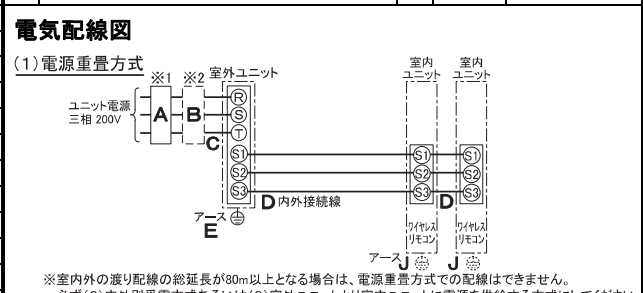 電気配線図
(1)電源重畳方式
※1 ※2 室外ユニット
室内
ユニット
室内
ユニット
ユニット電源
三相 200V
A
B
C
R
S
T
S1
S2
S3
S1
S2
S3
S1
S2
S3
D 内外接続線
D
アース
E
ワイヤレス
リモコン
ワイヤレス
リモコン
アース J
J
※室内外の渡り配線の総延長が80m以上となる場合は、電源重畳方式での配線はできません。